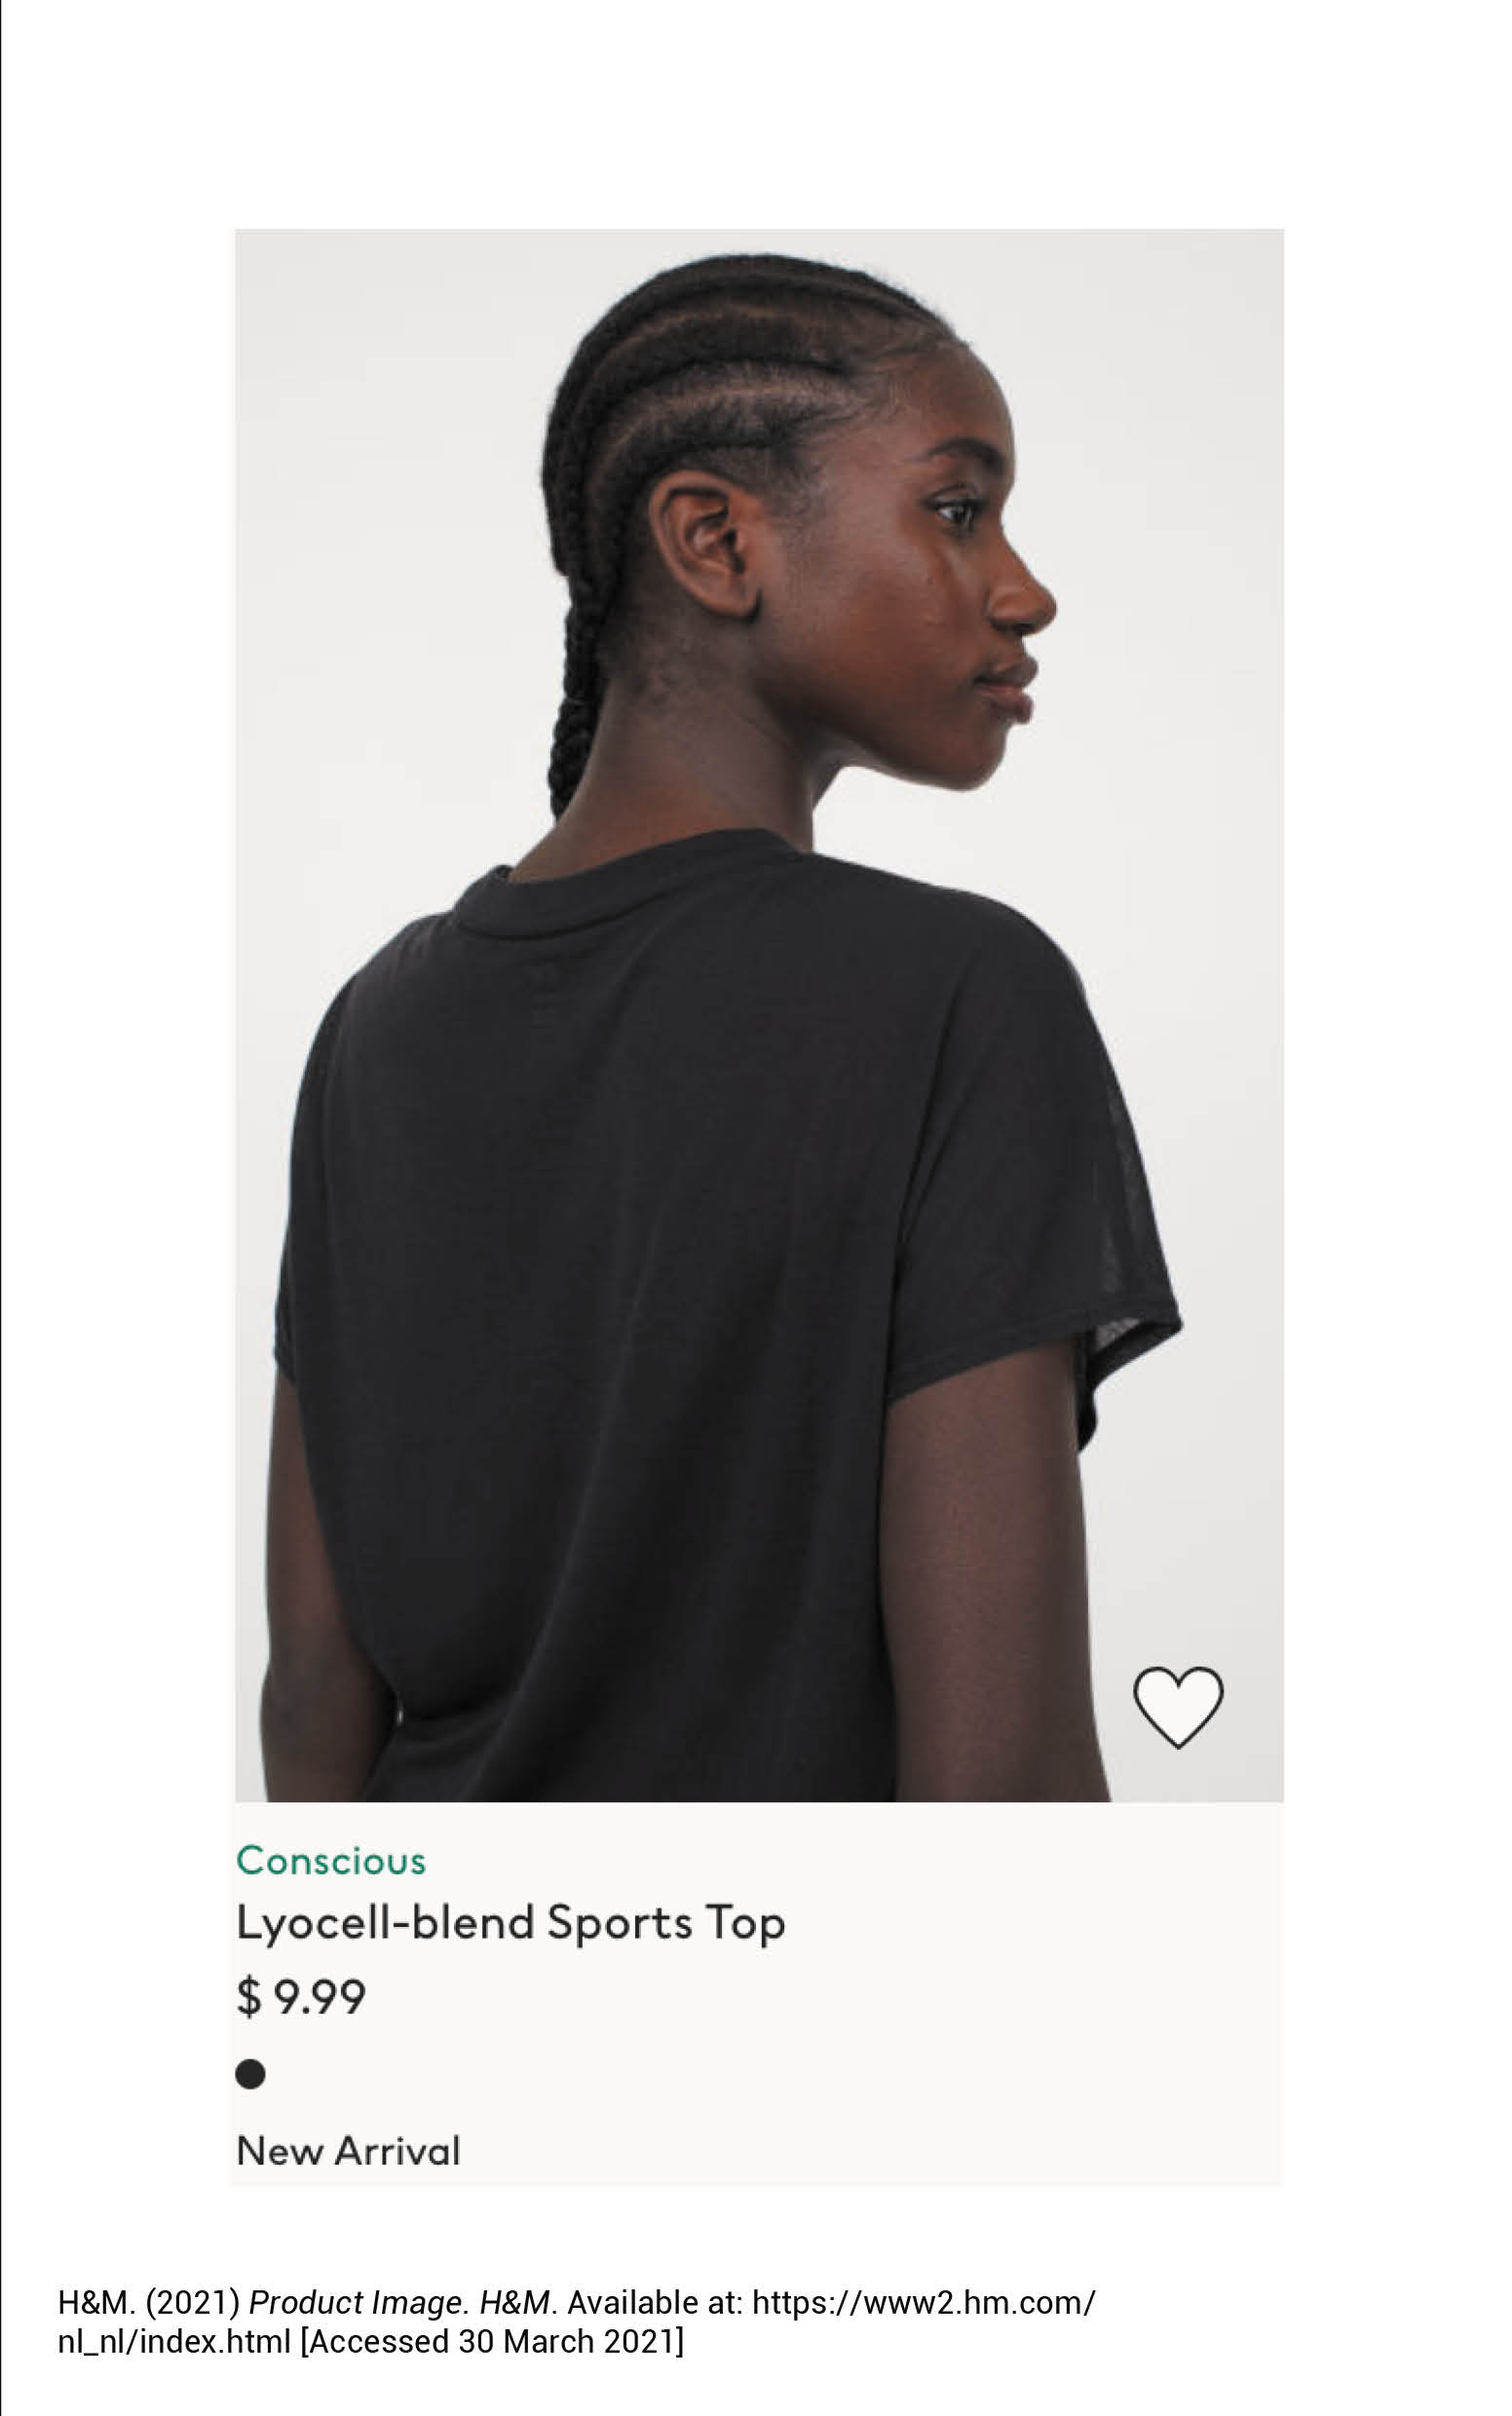 Conscious
Lyocell-blend Sports Top
$ 9.99
New Arrival
H&M. (2021) Product Image. H&M. Available at: https://www2.hm.com/
nl_nl/index.html [Accessed 30 March 2021]